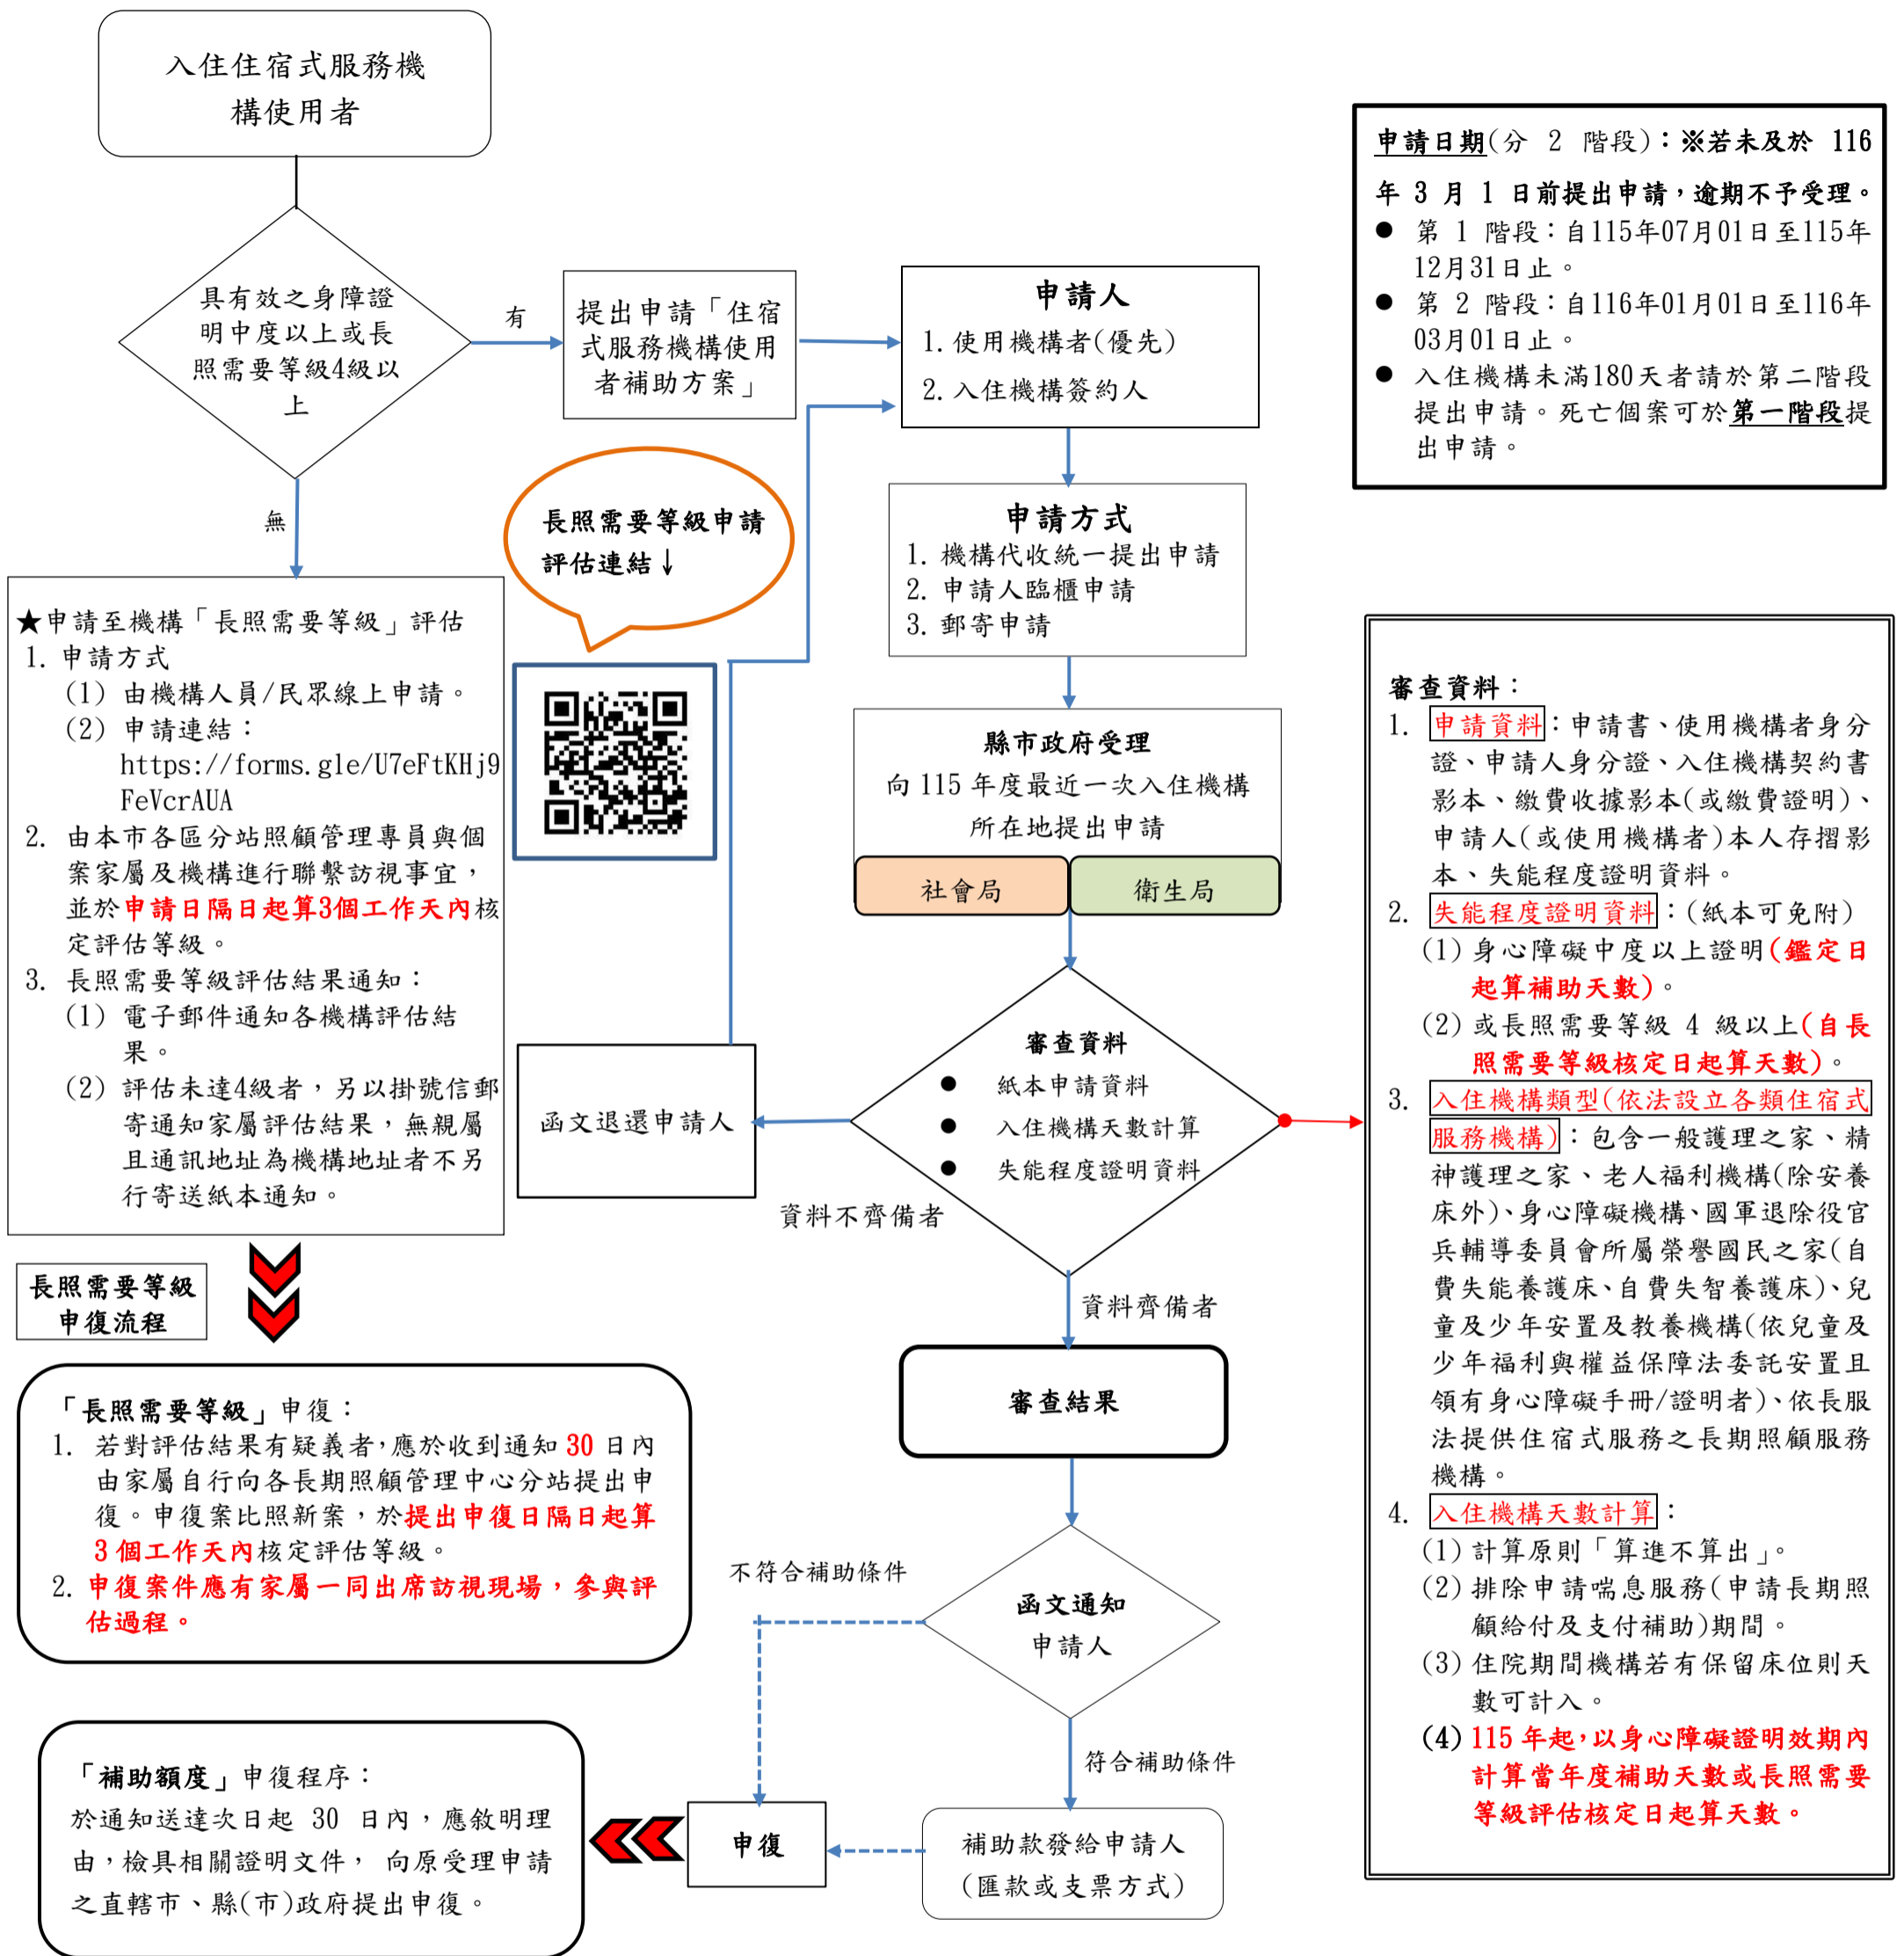 入住住宿式服務機
構使用者
具有效之身障證
明中度以上或長
照需要等級4級以
上
有
無
提出申請「住宿
式服務機構使用
者補助方案」
申請人
1. 使用機構者(優先)
2. 入住機構簽約人
申請日期(分 2 階段)：※若未及於 116
年 3 月 1 日前提出申請，逾期不予受理。
● 第 1 階段：自115年07月01日至115年
12月31日止。
● 第 2 階段：自116年01月01日至116年
03月01日止。
● 入住機構未滿180天者請於第二階段
提出申請。死亡個案可於第一階段提
出申請。
長照需要等級申請
評估連結↓
申請方式
1. 機構代收統一提出申請
2. 申請人臨櫃申請
3. 郵寄申請
★申請至機構「長照需要等級」評估
1. 申請方式
(1) 由機構人員/民眾線上申請。
(2) 申請連結：
https://forms.gle/U7eFtKHj9
FeVcrAUA
2. 由本市各區分站照顧管理專員與個
案家屬及機構進行聯繫訪視事宜，
並於申請日隔日起算3個工作天內核
定評估等級。
3. 長照需要等級評估結果通知：
(1) 電子郵件通知各機構評估結
果。
(2) 評估未達4級者，另以掛號信郵
寄通知家屬評估結果，無親屬
且通訊地址為機構地址者不另
行寄送紙本通知。
縣市政府受理
向 115 年度最近一次入住機構
所在地提出申請
社會局
衛生局
審查資料
● 紙本申請資料
● 入住機構天數計算
● 失能程度證明資料
函文退還申請人
資料不齊備者
資料齊備者
審查資料：
1. 申請資料：申請書、使用機構者身分
證、申請人身分證、入住機構契約書
影本、繳費收據影本(或繳費證明)、
申請人(或使用機構者)本人存摺影
本、失能程度證明資料。
2. 失能程度證明資料：(紙本可免附)
(1) 身心障礙中度以上證明(鑑定日
起算補助天數)。
(2) 或長照需要等級 4 級以上(自長
照需要等級核定日起算天數)。
3. 入住機構類型(依法設立各類住宿式
服務機構)：包含一般護理之家、精
神護理之家、老人福利機構(除安養
床外)、身心障礙機構、國軍退除役官
兵輔導委員會所屬榮譽國民之家(自
費失能養護床、自費失智養護床)、兒
童及少年安置及教養機構(依兒童及
少年福利與權益保障法委託安置且
領有身心障礙手冊/證明者)、依長服
法提供住宿式服務之長期照顧服務
機構。
4. 入住機構天數計算：
(1) 計算原則「算進不算出」。
(2) 排除申請喘息服務(申請長期照
顧給付及支付補助)期間。
(3) 住院期間機構若有保留床位則天
數可計入。
(4) 115 年起，以身心障礙證明效期內
計算當年度補助天數或長照需要
等級評估核定日起算天數。
長照需要等級
申復流程
「長照需要等級」申復：
1. 若對評估結果有疑義者，應於收到通知 30 日內
由家屬自行向各長期照顧管理中心分站提出申
復。申復案比照新案，於提出申復日隔日起算
3 個工作天內核定評估等級。
2. 申復案件應有家屬一同出席訪視現場，參與評
估過程。
審查結果
不符合補助條件
函文通知
申請人
符合補助條件
「補助額度」申復程序：
於通知送達次日起 30 日內，應敘明理
由，檢具相關證明文件， 向原受理申請
之直轄市、縣(市)政府提出申復。
申復
補助款發給申請人
(匯款或支票方式)